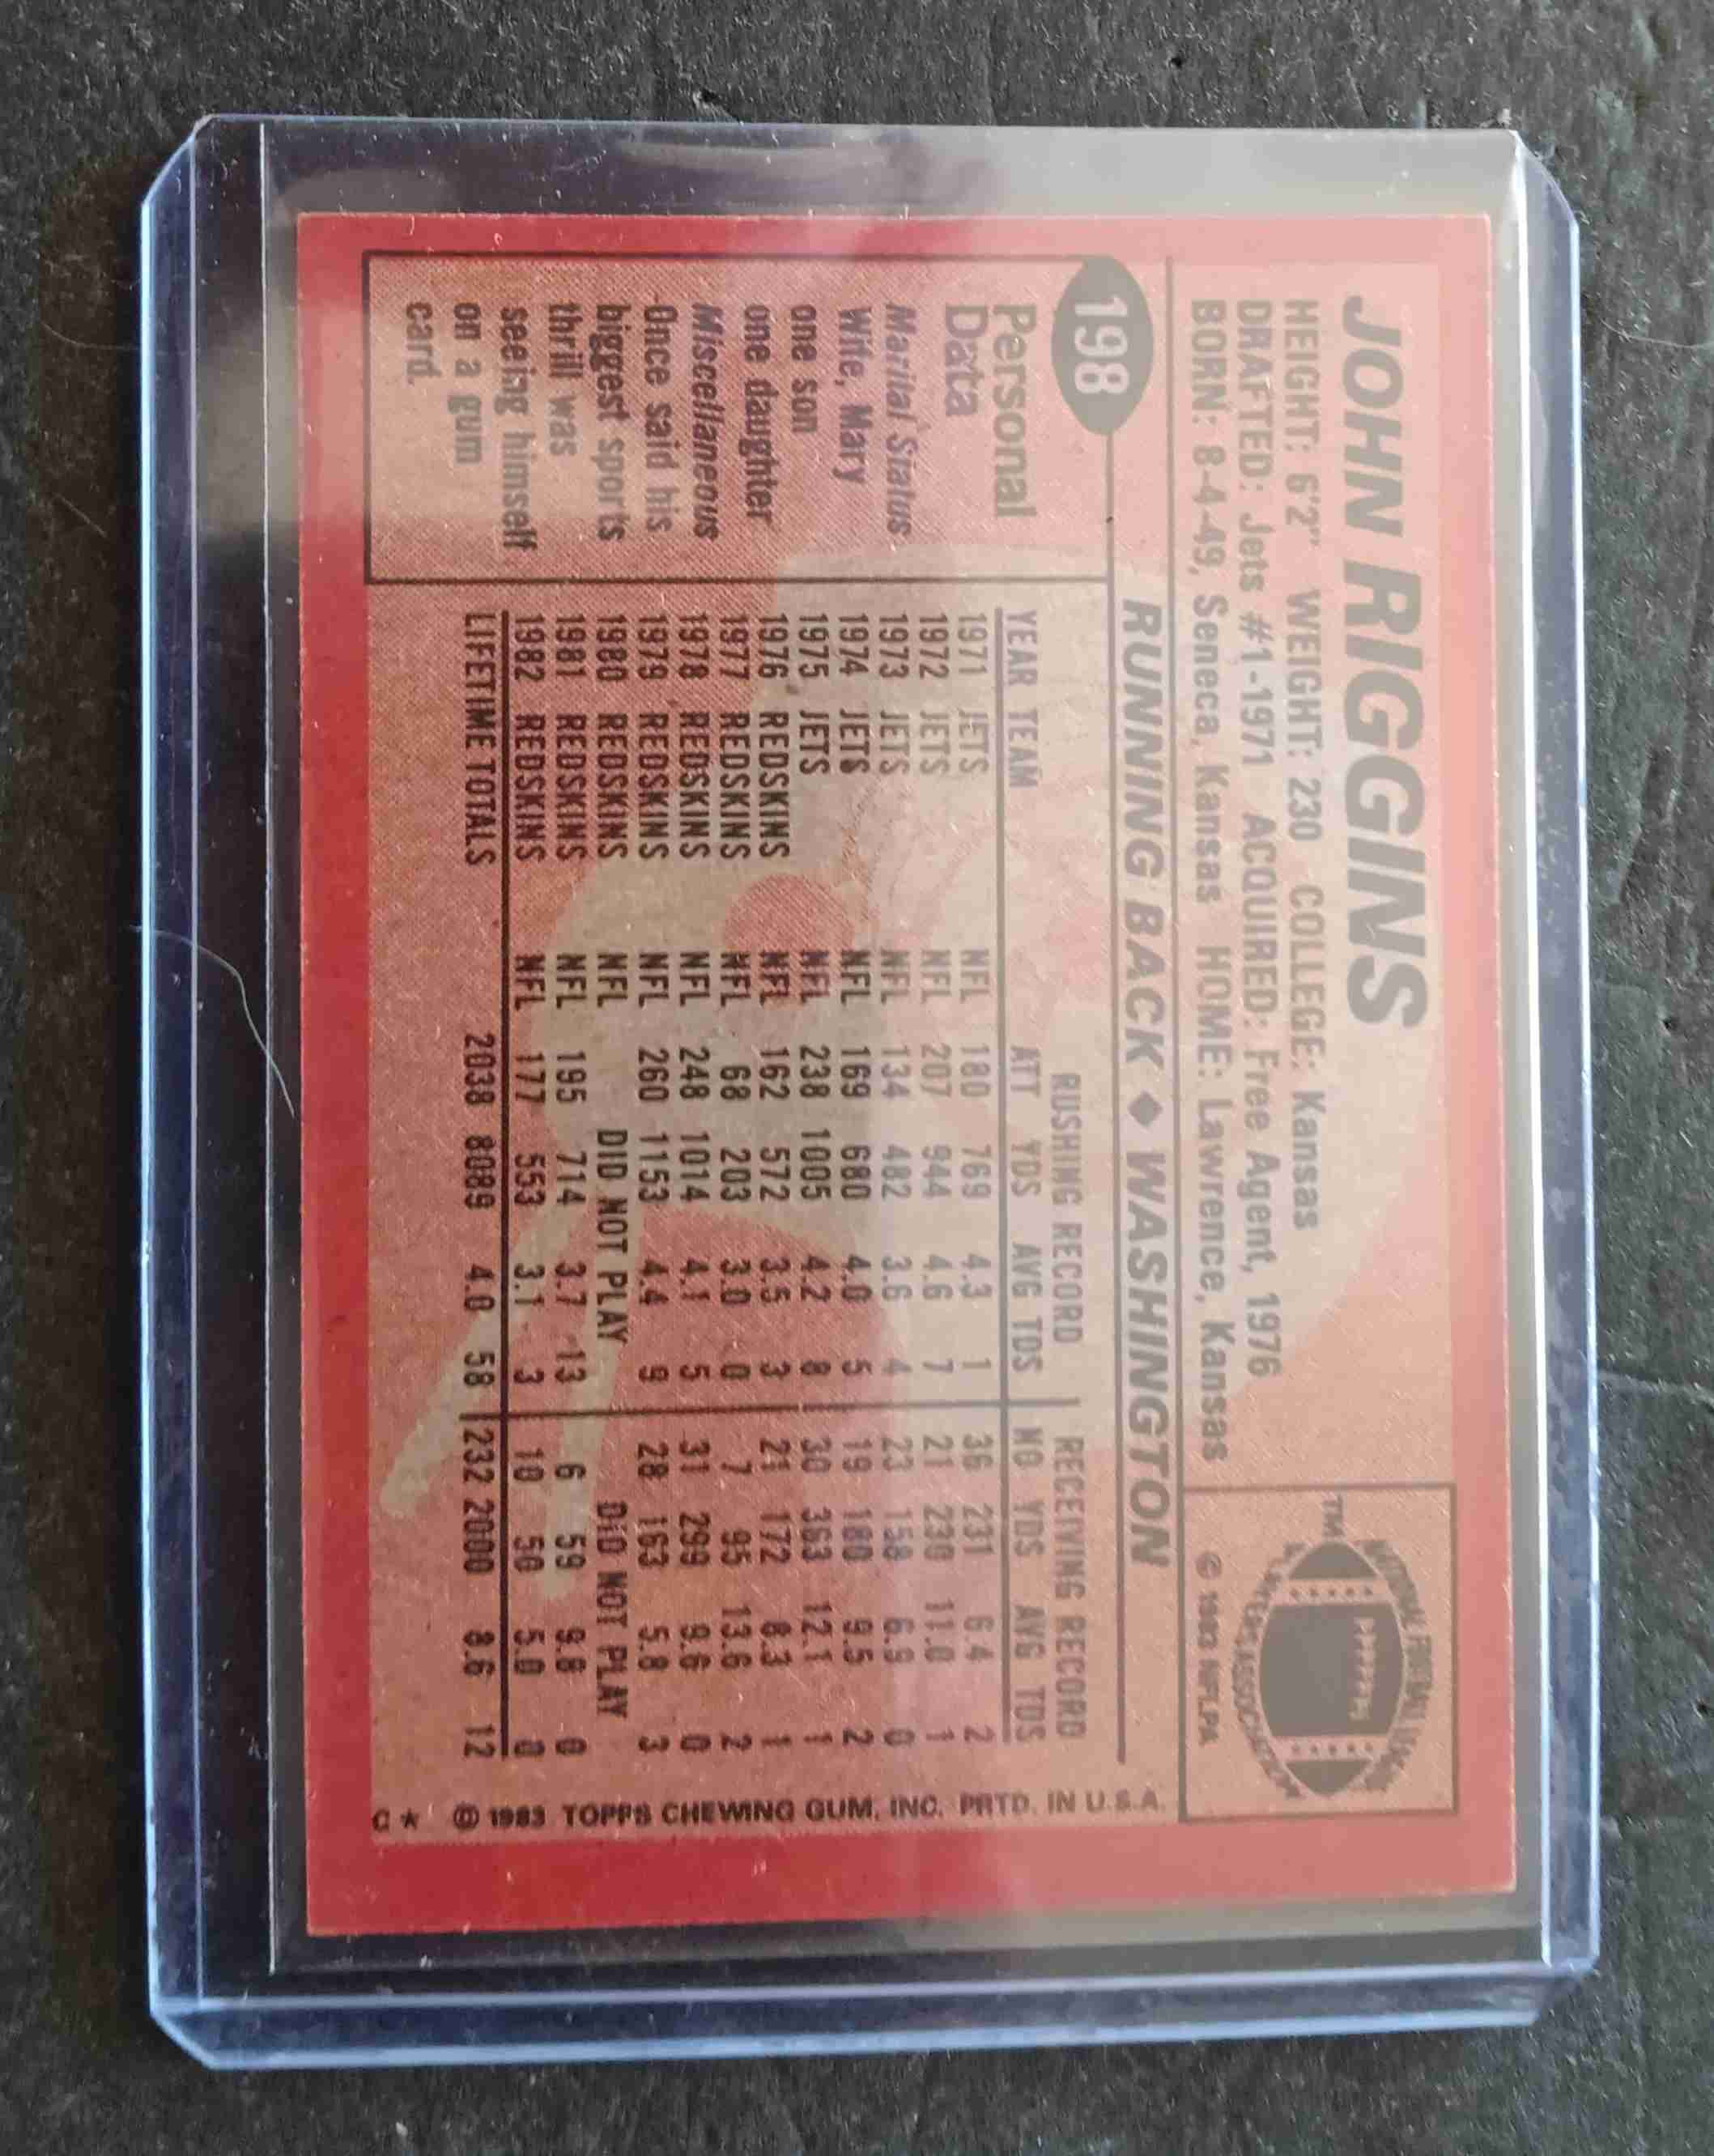 JOHN RIGGINS
HEIGHT: 6'2" WEIGHT: 230 COLLEGE: Kansas
DRAFTED: Jets #1-1971 ACQUIRED: Free Agent, 1976
BORN: 8-4-49, Seneca, Kansas HOME: Lawrence, Kansas
TM
NATIONAL FOOTBALL LEAGUE
PLAYERS ASSOCIATION
© 1983 NFLPA
198
RUNNING BACK ◆ WASHINGTON
Personal
Data
Marital Status
Wife, Mary
one son
one daughter
Miscellaneous
Once said his
biggest sports
thrill was
seeing himself
on a gum
card.
RUSHING RECORD RECEIVING RECORD
YEAR TEAM ATT YDS AVG TDS NO YDS AVG TDS
1971 JETS NFL 180 769 4.3 1 36 231 6.4 2
1972 JETS NFL 207 944 4.6 7 21 230 11.0 1
1973 JETS NFL 134 482 3.6 4 23 158 6.9 0
1974 JETS NFL 169 680 4.0 5 19 180 9.5 2
1975 JETS NFL 238 1005 4.2 8 30 363 12.1 1
1976 REDSKINS NFL 162 572 3.5 3 21 172 8.3 1
1977 REDSKINS NFL 68 203 3.0 0 7 95 13.6 2
1978 REDSKINS NFL 248 1014 4.1 5 31 299 9.6 0
1979 REDSKINS NFL 260 1153 4.4 9 28 163 5.8 3
1980 REDSKINS NFL DID NOT PLAY DID NOT PLAY
1981 REDSKINS NFL 195 714 3.7 13 6 59 9.8 0
1982 REDSKINS NFL 177 553 3.1 3 10 50 5.0 0
LIFETIME TOTALS 2038 8089 4.0 58 232 2000 8.6 12
C ★ © 1983 TOPPS CHEWING GUM, INC. PRTD. IN U.S.A.